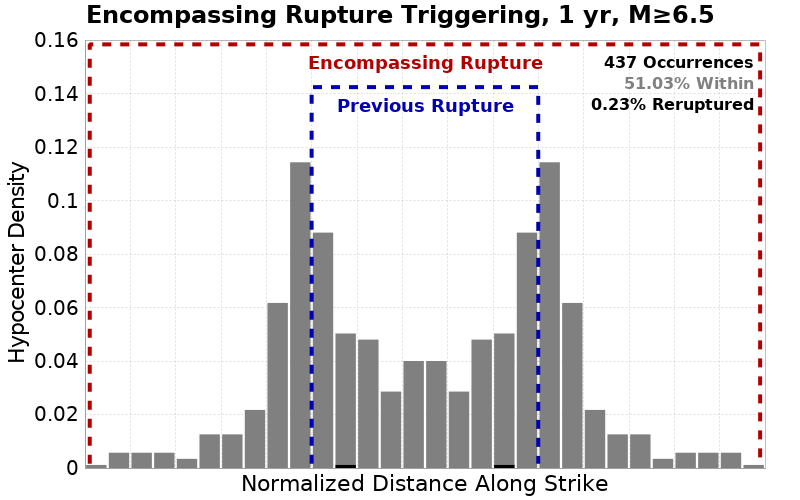 Encompassing Rupture Triggering, 1 yr, M≥6.5
0.16
0.14
0.12
0.1
0.08
0.06
0.04
0.02
0
Hypocenter Density
Encompassing Rupture
Previous Rupture
437 Occurrences
51.03% Within
0.23% Reruptured
Normalized Distance Along Strike